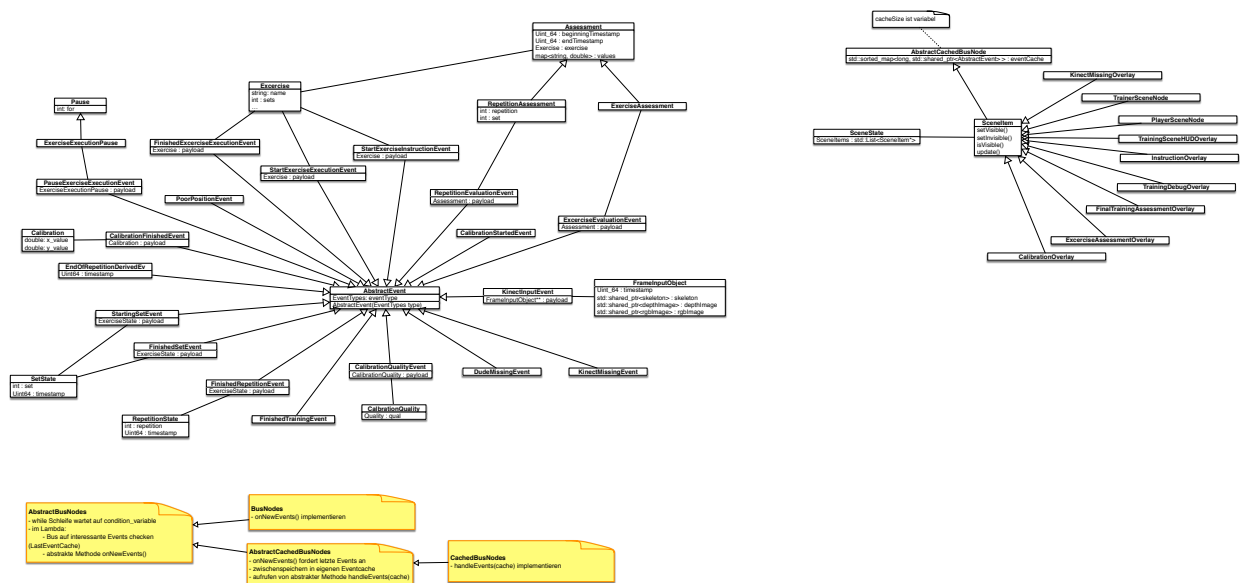 Assessment
Uint_64 : beginningTimestamp
Uint_64 : endTimestamp
Exercise : exercise
map<string, double> : values
Excercise
string: name
int : sets
...
Pause
int: for
RepetitionAssessment
int : repetition
int : set
ExerciseAssessment
ExerciseExecutionPause
FinishedExcerciseExecutionEvent
Exercise : payload
StartExerciseInstructionEvent
Exercise : payload
StartExerciseExecutionEvent
Exercise : payload
PauseExerciseExecutionEvent
ExerciseExecutionPause : payload
PoorPositionEvent
RepetitionEvaluationEvent
Assessment : payload
ExcerciseEvaluationEvent
Assessment : payload
Calibration
double: x_value
double: y_value
CalibrationFinishedEvent
Calibration : payload
CalibrationStartedEvent
EndOfRepetitionDerivedEv
Uint64 : timestamp
AbstractEvent
EventTypes: eventType
AbstractEvent(EventTypes type)
KinectInputEvent
FrameInputObject** : payload
FrameInputObject
Uint_64 : timestamp
std::shared_ptr<skeleton> : skeleton
std::shared_ptr<depthImage> : depthImage
std::shared_ptr<rgbImage> : rgbImage
StartingSetEvent
ExerciseState : payload
FinishedSetEvent
ExerciseState : payload
SetState
int : set
Uint64 : timestamp
FinishedRepetitionEvent
ExerciseState : payload
CalibrationQualityEvent
CalibrationQuality : payload
DudeMissingEvent
KinectMissingEvent
RepetitionState
int : repetition
Uint64 : timestamp
FinishedTrainingEvent
CalbrationQuality
Quality : qual
cacheSize ist variabel
AbstractCachedBusNode
std::sorted_map<long, std::shared_ptr<AbstractEvent> > : eventCache
KinectMissingOverlay
TrainerSceneNode
PlayerSceneNode
SceneItem
setVisible()
setInvisible()
isVisible()
update()
SceneState
SceneItems : std::List<SceneItem*>
TrainingSceneHUDOverlay
InstructionOverlay
TrainingDebugOverlay
FinalTrainingAssessmentOverlay
ExcerciseAssessmentOverlay
CalibrationOverlay
AbstractBusNodes
- while Schleife wartet auf condition_variable
- im Lambda:
- Bus auf interessante Events checken
(LastEventCache)
- abstrakte Methode onNewEvents()
BusNodes
- onNewEvents() implementieren
AbstractCachedBusNodes
- onNewEvents() fordert letzte Events an
- zwischenspeichern in eigenen Eventcache
- aufrufen von abstrakter Methode handleEvents(cache)
CachedBusNodes
- handleEvents(cache) implementieren